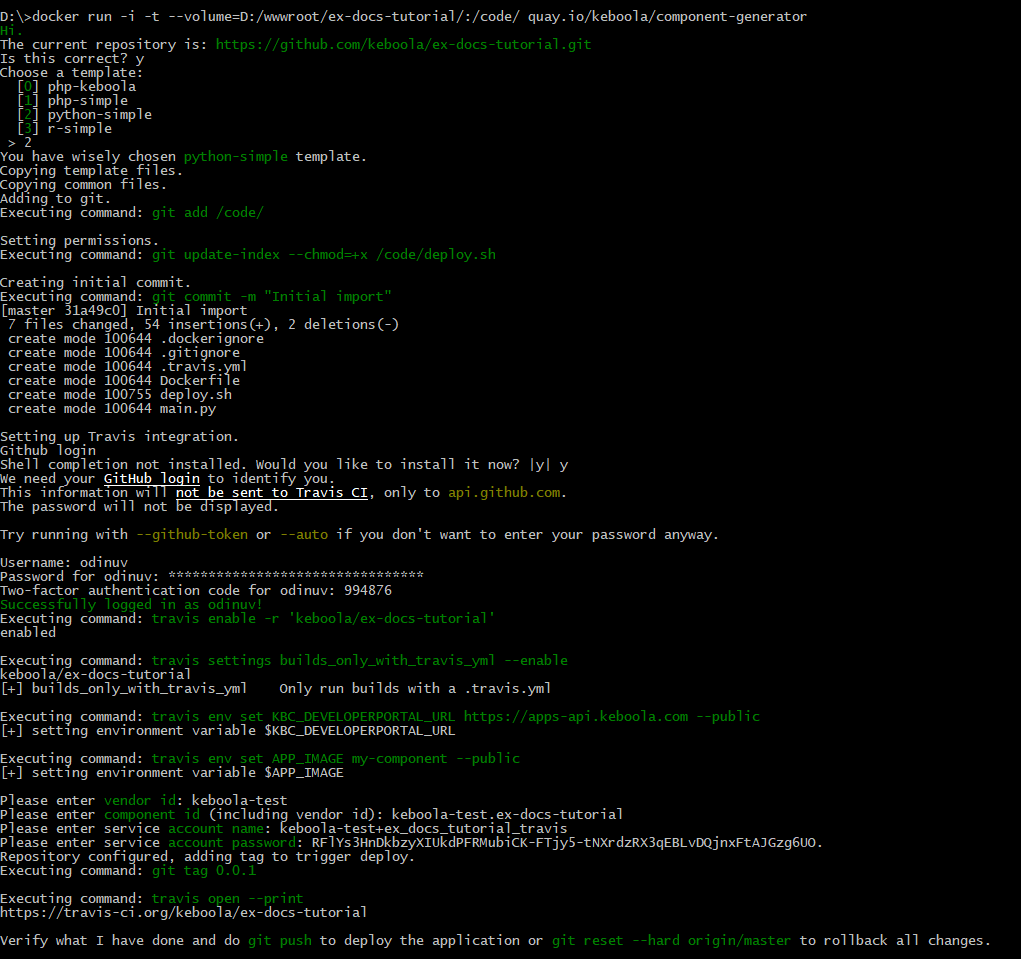 D:\>docker run -i -t --volume=D:/wwwroot/ex-docs-tutorial/:/code/ quay.io/keboola/component-generator
Hi.
The current repository is: https://github.com/keboola/ex-docs-tutorial.git
Is this correct? y
Choose a template:
  [0] php-keboola
  [1] php-simple
  [2] python-simple
  [3] r-simple
 > 2
You have wisely chosen python-simple template.
Copying template files.
Copying common files.
Adding to git.
Executing command: git add /code/

Setting permissions.
Executing command: git update-index --chmod=+x /code/deploy.sh

Creating initial commit.
Executing command: git commit -m "Initial import"
[master 31a49c0] Initial import
 7 files changed, 54 insertions(+), 2 deletions(-)
 create mode 100644 .dockerignore
 create mode 100644 .gitignore
 create mode 100644 .travis.yml
 create mode 100644 Dockerfile
 create mode 100755 deploy.sh
 create mode 100644 main.py

Setting up Travis integration.
Github login
Shell completion not installed. Would you like to install it now? |y| y
We need your GitHub login to identify you.
This information will not be sent to Travis CI, only to api.github.com.
The password will not be displayed.

Try running with --github-token or --auto if you don't want to enter your password anyway.

Username: odinuv
Password for odinuv: ********************************
Two-factor authentication code for odinuv: 994876
Successfully logged in as odinuv!
Executing command: travis enable -r 'keboola/ex-docs-tutorial'
enabled

Executing command: travis settings builds_only_with_travis_yml --enable
keboola/ex-docs-tutorial
[+] builds_only_with_travis_yml    Only run builds with a .travis.yml

Executing command: travis env set KBC_DEVELOPERPORTAL_URL https://apps-api.keboola.com --public
[+] setting environment variable $KBC_DEVELOPERPORTAL_URL

Executing command: travis env set APP_IMAGE my-component --public
[+] setting environment variable $APP_IMAGE

Please enter vendor id: keboola-test
Please enter component id (including vendor id): keboola-test.ex-docs-tutorial
Please enter service account name: keboola-test+ex_docs_tutorial_travis
Please enter service account password: RFlYs3HnDkbzyXIUkdPFRMubiCK-FTjy5-tNXrdzRX3qEBLvDQjnxFtAJGzg6UO.
Repository configured, adding tag to trigger deploy.
Executing command: git tag 0.0.1

Executing command: travis open --print
https://travis-ci.org/keboola/ex-docs-tutorial

Verify what I have done and do git push to deploy the application or git reset --hard origin/master to rollback all changes.